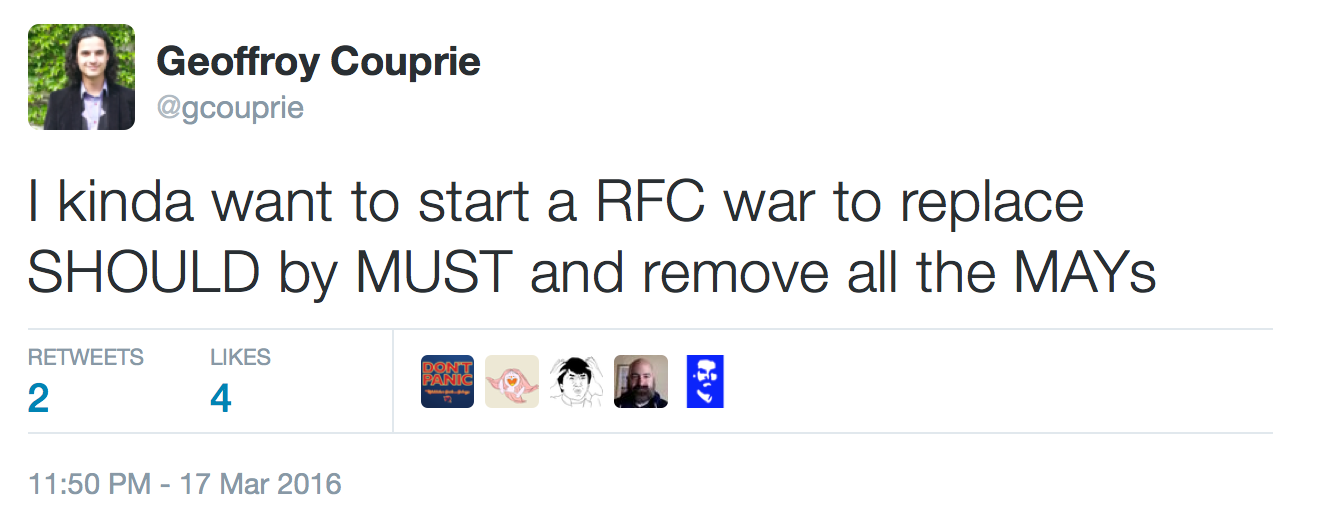 Geoffroy Couprie
@gcouprie
I kinda want to start a RFC war to replace
SHOULD by MUST and remove all the MAYs
RETWEETS LIKES
2 4
DON'T
PANIC
11:50 PM - 17 Mar 2016